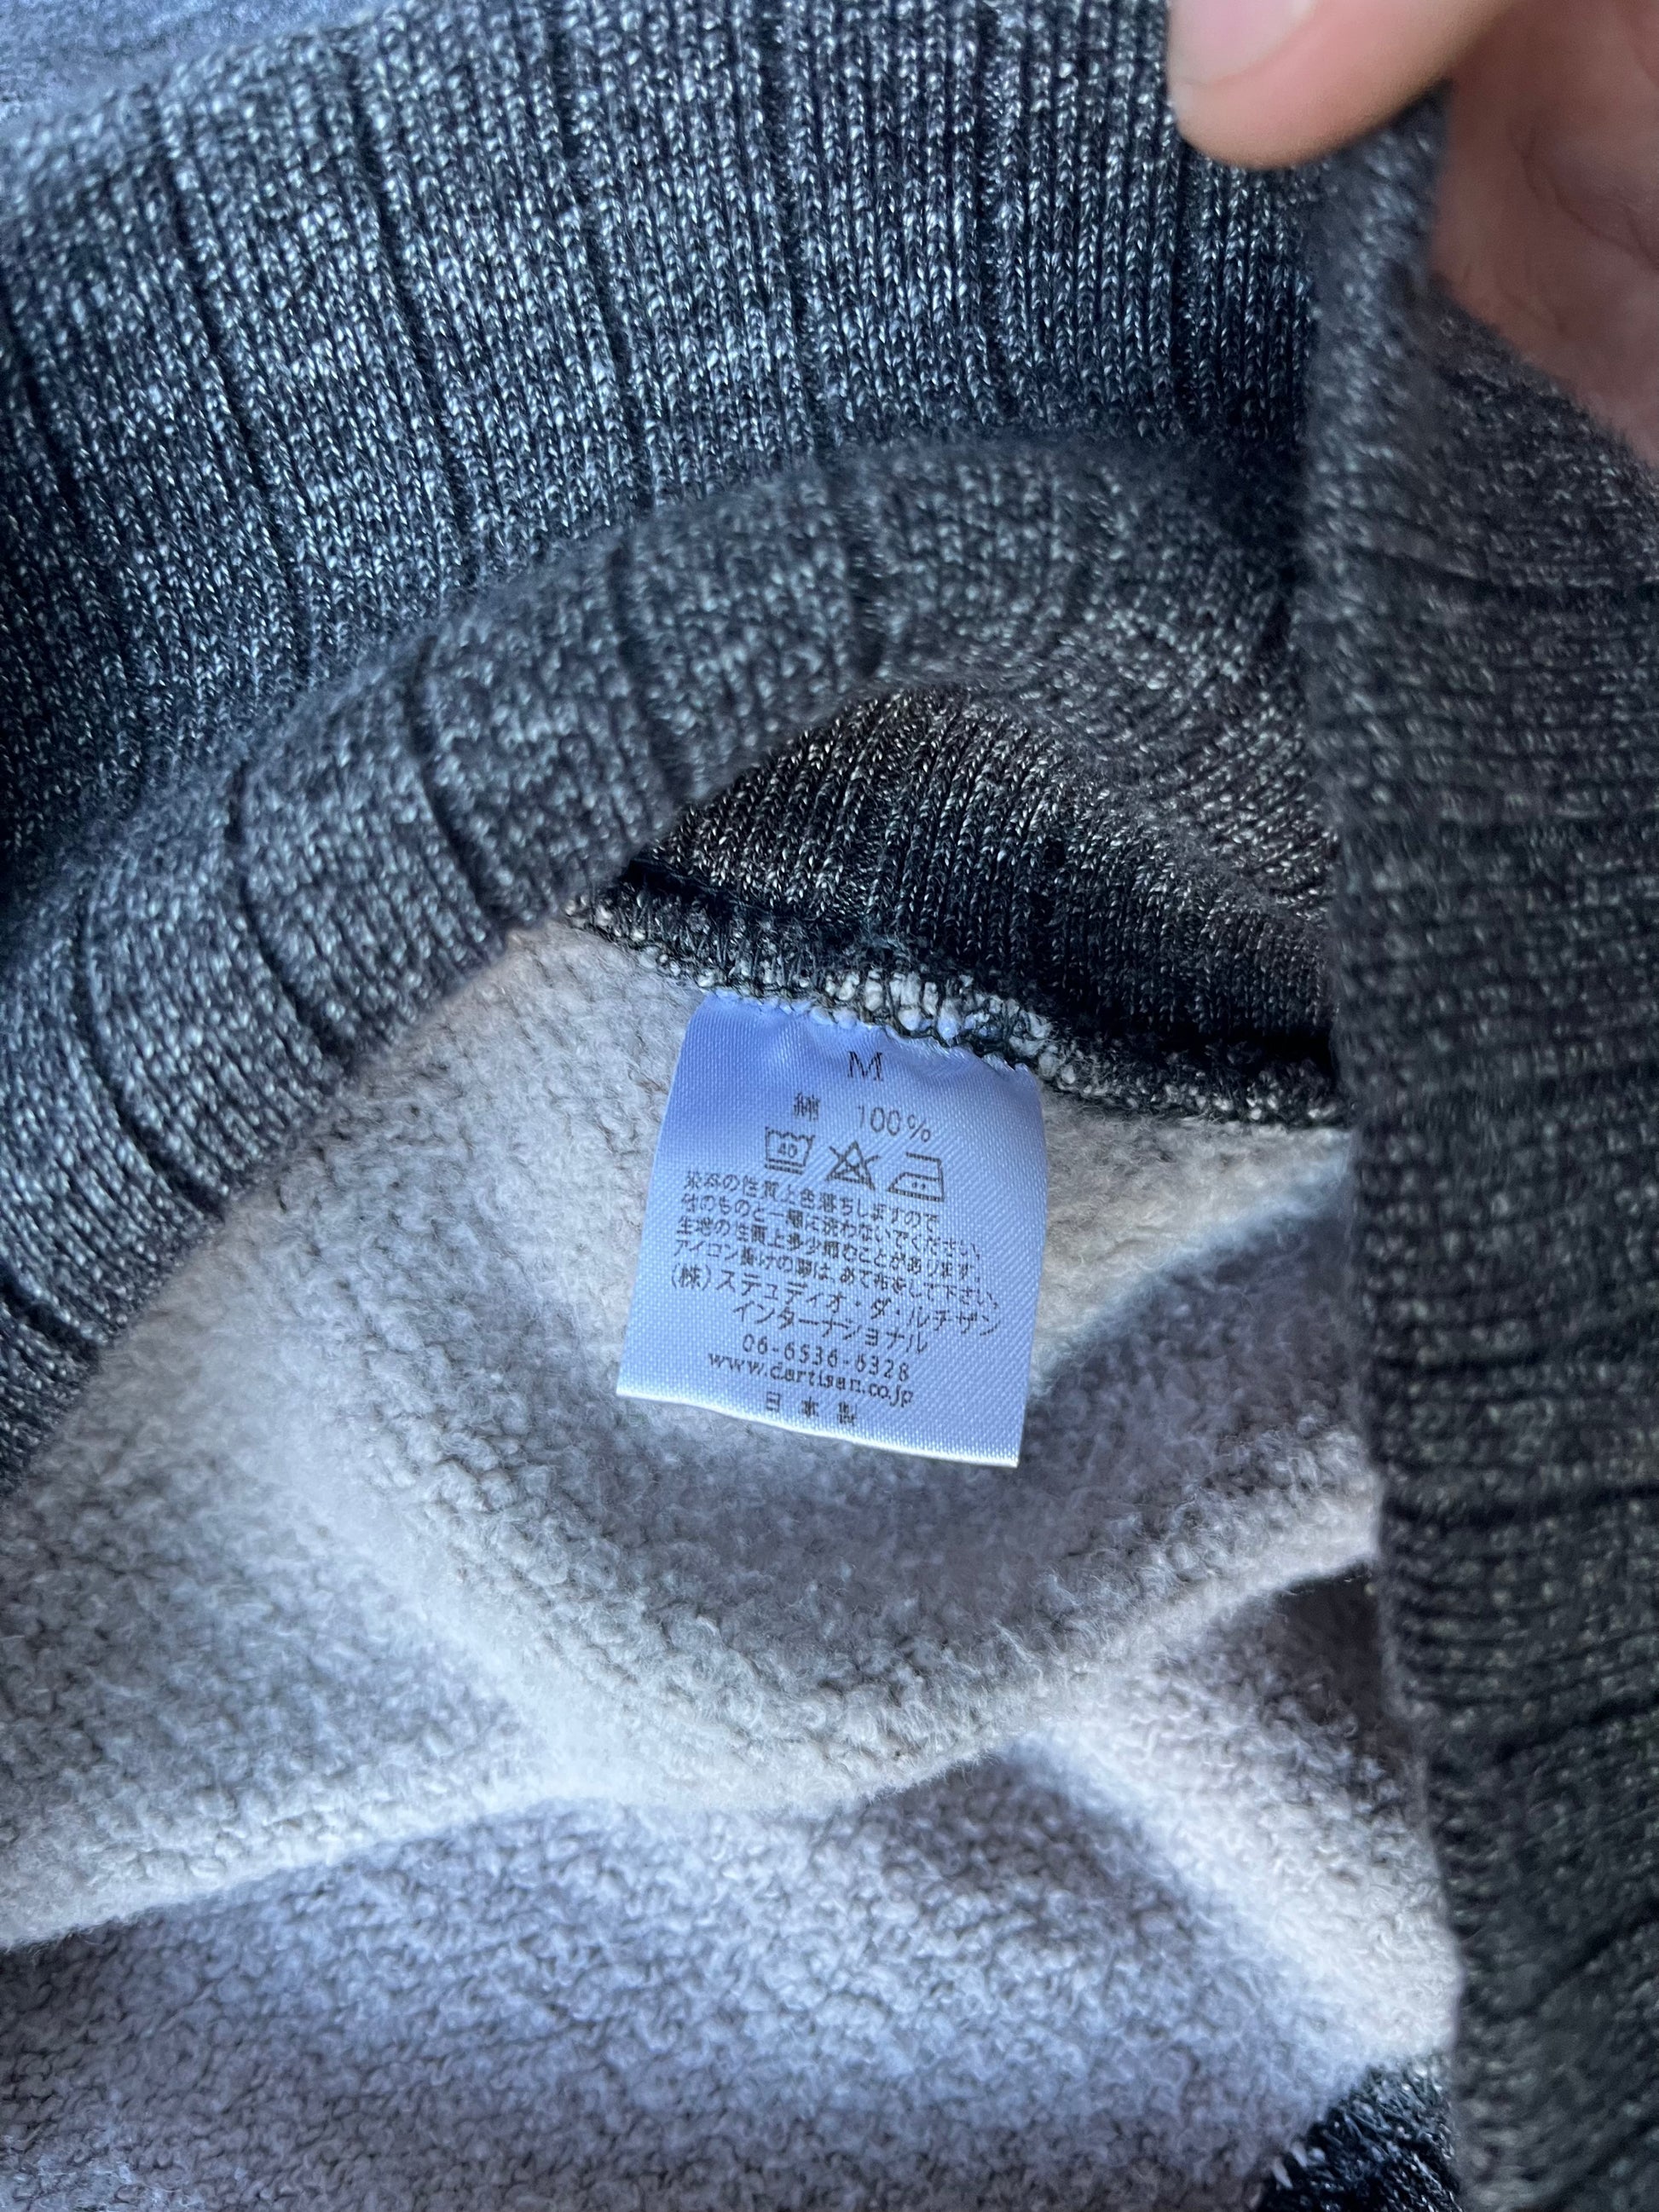 M
綿 100%
40
染料の性質上色落ちしますので
他のものと一緒に洗わないでください。
生地の性質上多少縮むことがあります。
アイロン掛けの際は、あて布をして下さい。
(株)ステュディオ・ダ・ルチザン
インターナショナル
06-6536-6328
www.dartisan.co.jp
日本製